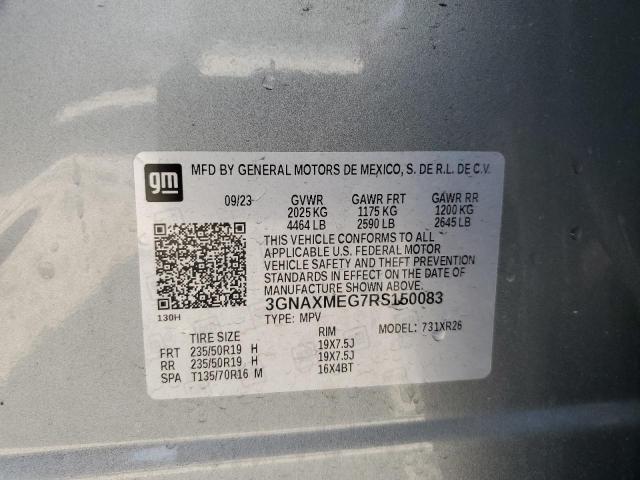 gm
MFD BY GENERAL MOTORS DE MEXICO, S. DE R.L. DE C.V.
09/23 GVWR GAWR FRT GAWR RR
2025 KG 1175 KG 1200 KG
4464 LB 2590 LB 2645 LB
THIS VEHICLE CONFORMS TO ALL
APPLICABLE U.S. FEDERAL MOTOR
VEHICLE SAFETY AND THEFT PREVENTION
STANDARDS IN EFFECT ON THE DATE OF
MANUFACTURE SHOWN ABOVE.
3GNAXMEG7RS150083
130H
TYPE: MPV MODEL: 731XR26
TIRE SIZE RIM
FRT 235/50R19 H 19X7.5J
RR 235/50R19 H 19X7.5J
SPA T135/70R16 M 16X4BT